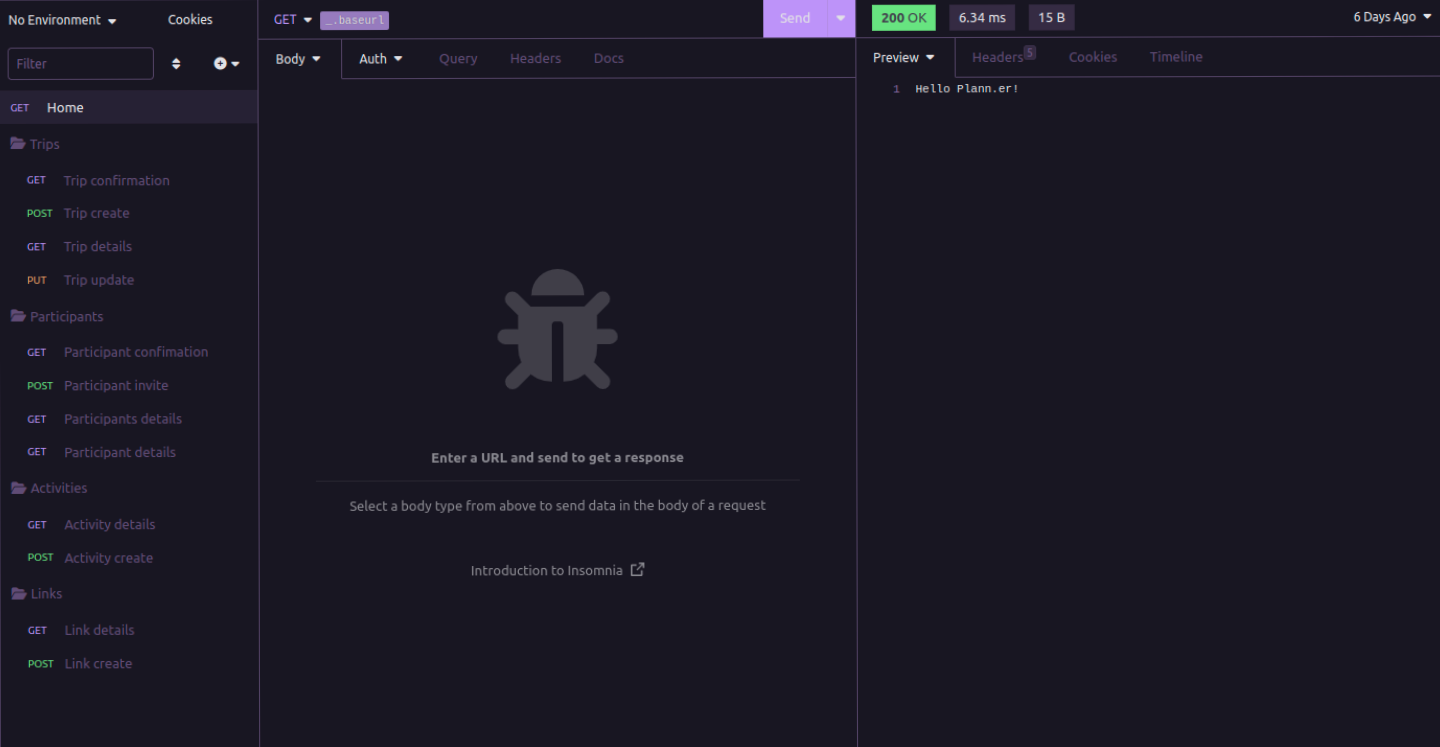 No Environment Cookies
GET _.baseurl Send
200 OK 6.34 ms 15 B 6 Days Ago
Filter
Body Auth Query Headers Docs
Preview Headers 5 Cookies Timeline
1 Hello Plann.er!
GET Home
Trips
GET Trip confirmation
POST Trip create
GET Trip details
PUT Trip update
Participants
GET Participant confimation
POST Participant invite
GET Participants details
GET Participant details
Activities
GET Activity details
POST Activity create
Links
GET Link details
POST Link create
Enter a URL and send to get a response
Select a body type from above to send data in the body of a request
Introduction to Insomnia